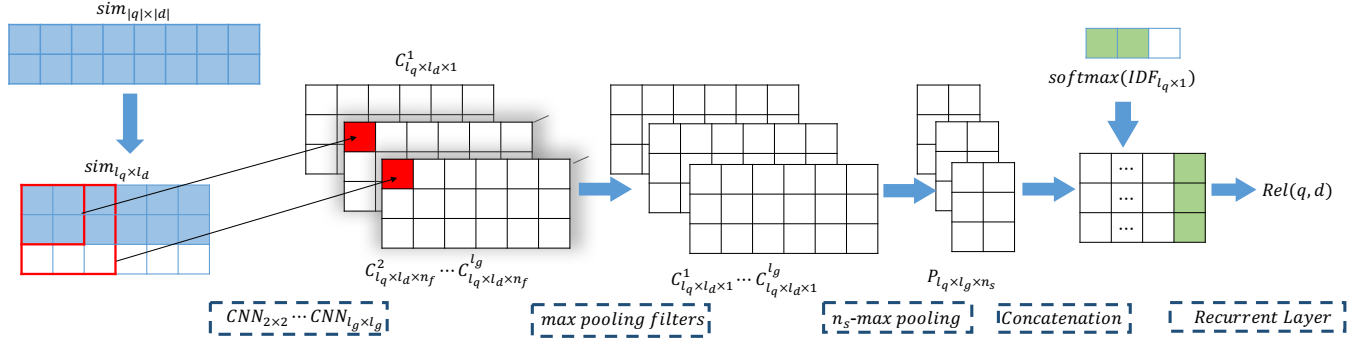 sim_{|q|×|d|}
sim_{l_q×l_d}
C^1_{l_q×l_d×1}
C^2_{l_q×l_d×n_f} ⋯ C^{l_g}_{l_q×l_d×n_f}
C^1_{l_q×l_d×1} ⋯ C^{l_g}_{l_q×l_d×1}
P_{l_q×l_g×n_s}
softmax(IDF_{l_q×1})
...
...
...
Rel(q, d)
CNN_{2×2} ⋯ CNN_{l_g×l_g}
max pooling filters
n_s-max pooling
Concatenation
Recurrent Layer